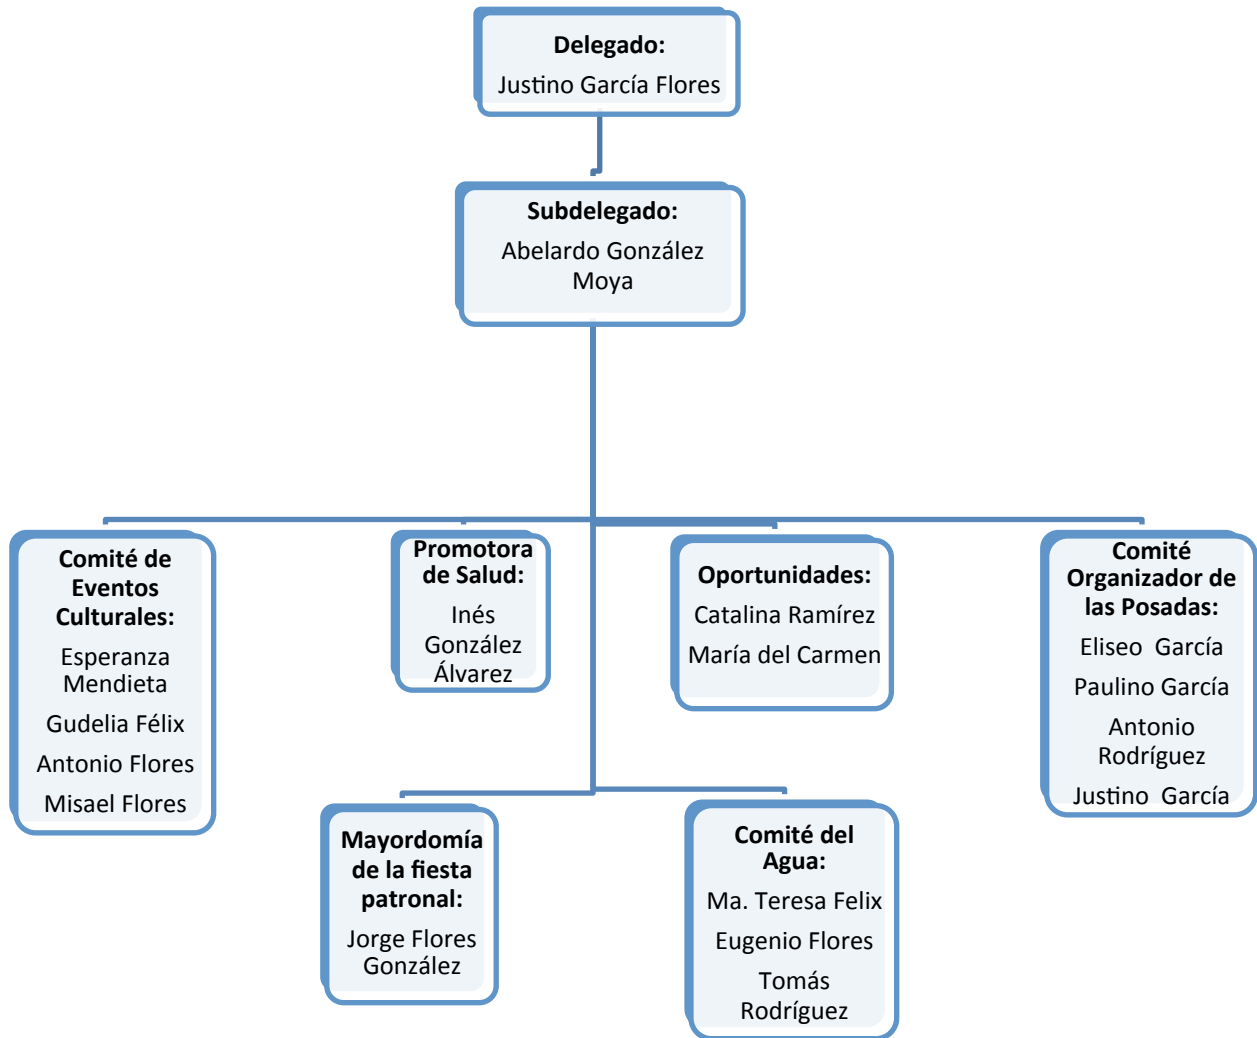 Delegado:
Justino García Flores
Subdelegado:
Abelardo González
Moya
Comité de
Eventos
Culturales:
Esperanza
Mendieta
Gudelia Félix
Antonio Flores
Misael Flores
Promotora
de Salud:
Inés
González
Álvarez
Oportunidades:
Catalina Ramírez
María del Carmen
Comité
Organizador de
las Posadas:
Eliseo García
Paulino García
Antonio
Rodríguez
Justino García
Mayordomía
de la fiesta
patronal:
Jorge Flores
González
Comité del
Agua:
Ma. Teresa Felix
Eugenio Flores
Tomás
Rodríguez